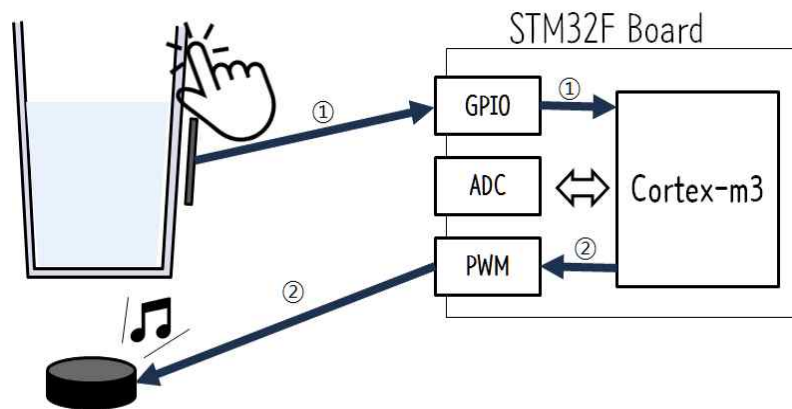 STM32F Board
①
GPIO
①
ADC
Cortex-m3
②
PWM
②